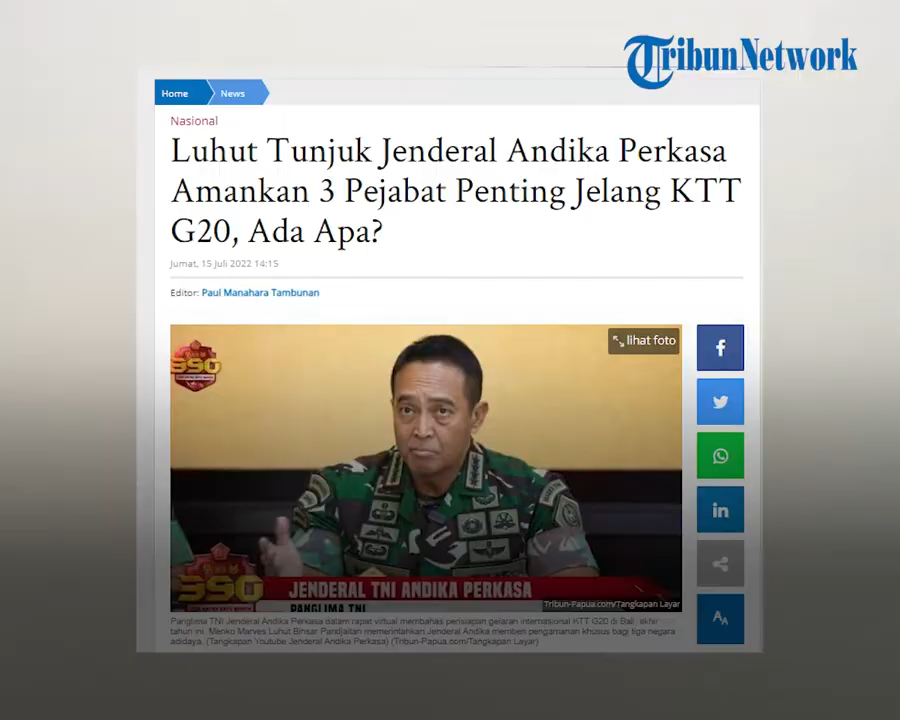 TribunNetwork
Home News
Nasional
Luhut Tunjuk Jenderal Andika Perkasa
Amankan 3 Pejabat Penting Jelang KTT
G20, Ada Apa?
Jumat, 15 Juli 2022 14:15
Editor: Paul Manahara Tambunan
lihat foto
390
390
JENDERAL TNI ANDIKA PERKASA
PANGLIMA TNI
Tribun-Papua.com/Tangkapan Layar
Panglima TNI Jenderal Andika Perkasa dalam rapat virtual membahas persiapan gelaran internasional KTT G20 di Bali, akhir
tahun ini. Menko Marves Luhut Binsar Pandjaitan memerintahkan Jenderal Andika memberi pengamanan khusus bagi tiga negara
adidaya. (Tangkapan Youtube Jenderal Andika Perkasa) (Tribun-Papua.com/Tangkapan Layar)
f
in
AA